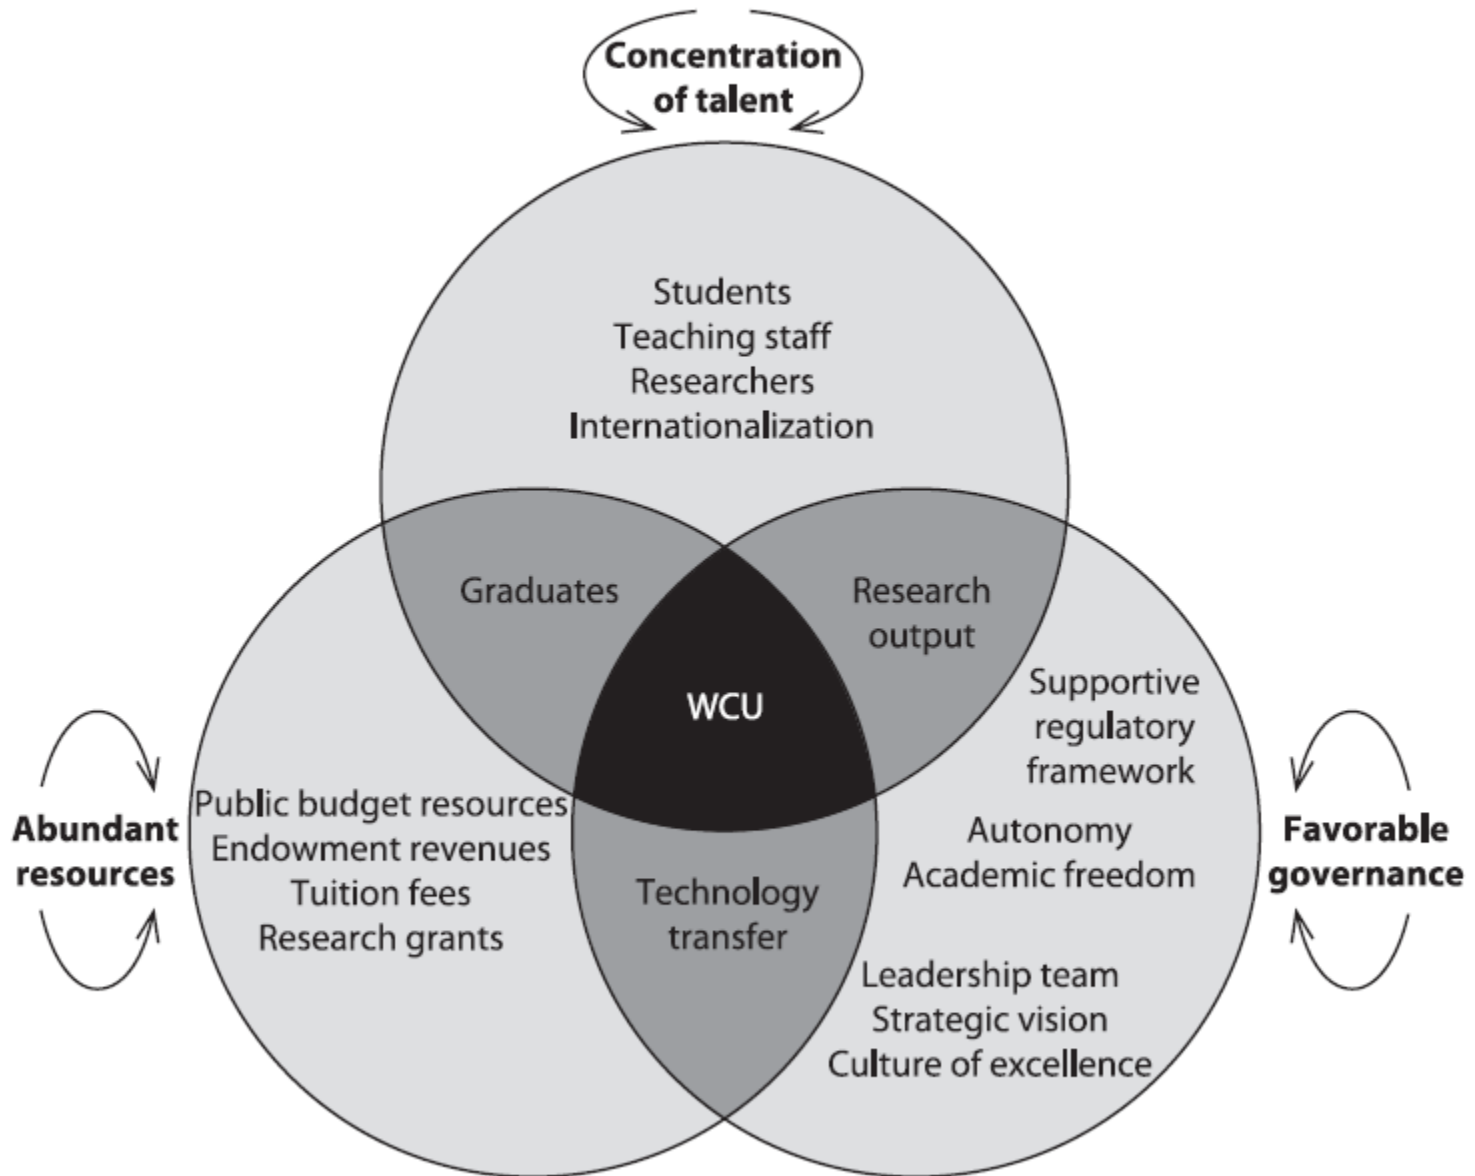 Concentration
of talent
Students
Teaching staff
Researchers
Internationalization
Graduates
Research
output
WCU
Supportive
regulatory
framework
Abundant
resources
Public budget resources
Endowment revenues
Tuition fees
Research grants
Technology
transfer
Autonomy
Academic freedom
Leadership team
Strategic vision
Culture of excellence
Favorable
governance